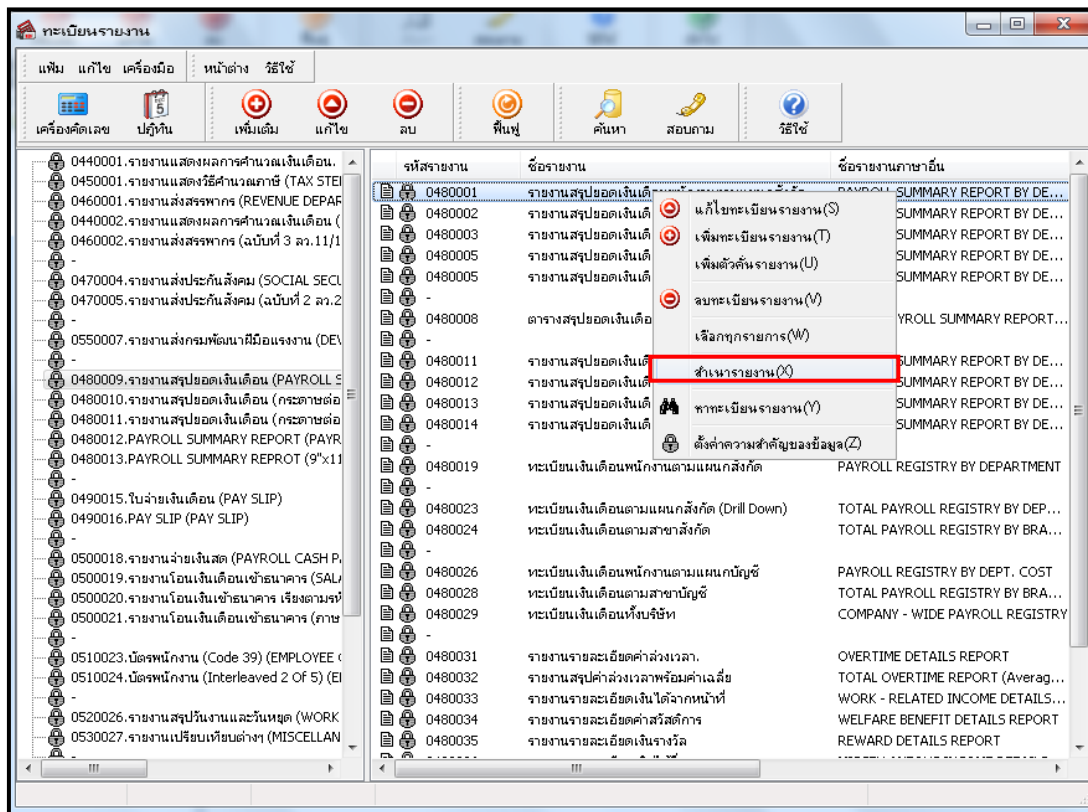 ทะเบียนรายงาน
แฟ้ม แก้ไข เครื่องมือ หน้าต่าง วิธีใช้
เครื่องคิดเลข ปฎิทิน เพิ่มเติม แก้ไข ลบ ฟื้นฟู ค้นหา สอบถาม วิธีใช้
0440001.รายงานแสดงผลการคำนวณเงินเดือน.
0450001.รายงานแสดงวิธีคำนวณภาษี (TAX STE
0460001.รายงานส่งสรรพากร (REVENUE DEPAR
0440002.รายงานแสดงผลการคำนวณเงินเดือน (
0460002.รายงานส่งสรรพากร (ฉบับที่ 3 ลว.11/1
-
0470004.รายงานส่งประกันสังคม (SOCIAL SECU
0470005.รายงานส่งประกันสังคม (ฉบับที่ 2 ลว.2
-
0550007.รายงานส่งกรมพัฒนาฝีมือแรงงาน (DEV
-
0480009.รายงานสรุปยอดเงินเดือน (PAYROLL S
0480010.รายงานสรุปยอดเงินเดือน (กระดาษต่อ
0480011.รายงานสรุปยอดเงินเดือน (กระดาษต่อ
0480012.PAYROLL SUMMARY REPORT (PAYR
0480013.PAYROLL SUMMARY REPROT (9"x11
-
0490015.ใบจ่ายเงินเดือน (PAY SLIP)
0490016.PAY SLIP (PAY SLIP)
-
0500018.รายงานจ่ายเงินสด (PAYROLL CASH P
0500019.รายงานโอนเงินเดือนเข้าธนาคาร (SAL
0500020.รายงานโอนเงินเข้าธนาคาร เรียงตามรห
0500021.รายงานโอนเงินเดือนเข้าธนาคาร (ภาษ
-
0510023.บัตรพนักงาน (Code 39) (EMPLOYEE
0510024.บัตรพนักงาน (Interleaved 2 Of 5) (E
-
0520026.รายงานสรุปวันงานและวันหยุด (WORK
0530027.รายงานเปรียบเทียบต่างๆ (MISCELLAN
-
รหัสรายงาน ชื่อรายงาน ชื่อรายงานภาษาอื่น
0480001 รายงานสรุปยอดเงินเดือนพนักงานตามแผนกสังกัด PAYROLL SUMMARY REPORT BY DE...
0480002 รายงานสรุปยอดเงินเดื SUMMARY REPORT BY DE...
0480003 รายงานสรุปยอดเงินเดื SUMMARY REPORT BY DE...
0480005 รายงานสรุปยอดเงินเดื SUMMARY REPORT BY DE...
0480005 รายงานสรุปยอดเงินเดื SUMMARY REPORT BY DE...
-
0480008 ตารางสรุปยอดเงินเดือ YROLL SUMMARY REPORT...
-
0480011 รายงานสรุปยอดเงินเดื SUMMARY REPORT BY DE...
0480012 รายงานสรุปยอดเงินเดื SUMMARY REPORT BY DE...
0480013 รายงานสรุปยอดเงินเดื SUMMARY REPORT BY DE...
0480014 รายงานสรุปยอดเงินเดื SUMMARY REPORT BY DE...
-
0480019 ทะเบียนเงินเดือนพนักงานตามแผนกสังกัด PAYROLL REGISTRY BY DEPARTMENT
-
0480023 ทะเบียนเงินเดือนตามแผนกสังกัด (Drill Down) TOTAL PAYROLL REGISTRY BY DEP...
0480024 ทะเบียนเงินเดือนตามสาขาสังกัด TOTAL PAYROLL REGISTRY BY BRA...
-
0480026 ทะเบียนเงินเดือนพนักงานตามแผนกบัญชี PAYROLL REGISTRY BY DEPT. COST
0480028 ทะเบียนเงินเดือนตามสาขาบัญชี TOTAL PAYROLL REGISTRY BY BRA...
0480029 ทะเบียนเงินเดือนทั้งบริษัท COMPANY - WIDE PAYROLL REGISTRY
-
0480031 รายงานรายละเอียดค่าล่วงเวลา. OVERTIME DETAILS REPORT
0480032 รายงานสรุปค่าล่วงเวลาพร้อมค่าเฉลี่ย TOTAL OVERTIME REPORT (Averag...
0480033 รายงานรายละเอียดเงินได้จากหน้าที่ WORK - RELATED INCOME DETAILS...
0480034 รายงานรายละเอียดค่าสวัสดิการ WELFARE BENEFIT DETAILS REPORT
0480035 รายงานรายละเอียดเงินรางวัล REWARD DETAILS REPORT
แก้ไขทะเบียนรายงาน(S)
เพิ่มทะเบียนรายงาน(T)
เพิ่มตัวคั่นรายงาน(U)
ลบทะเบียนรายงาน(V)
เลือกทุกรายการ(W)
สำเนารายงาน(X)
หาทะเบียนรายงาน(Y)
ตั้งค่าความสำคัญของข้อมูล(Z)